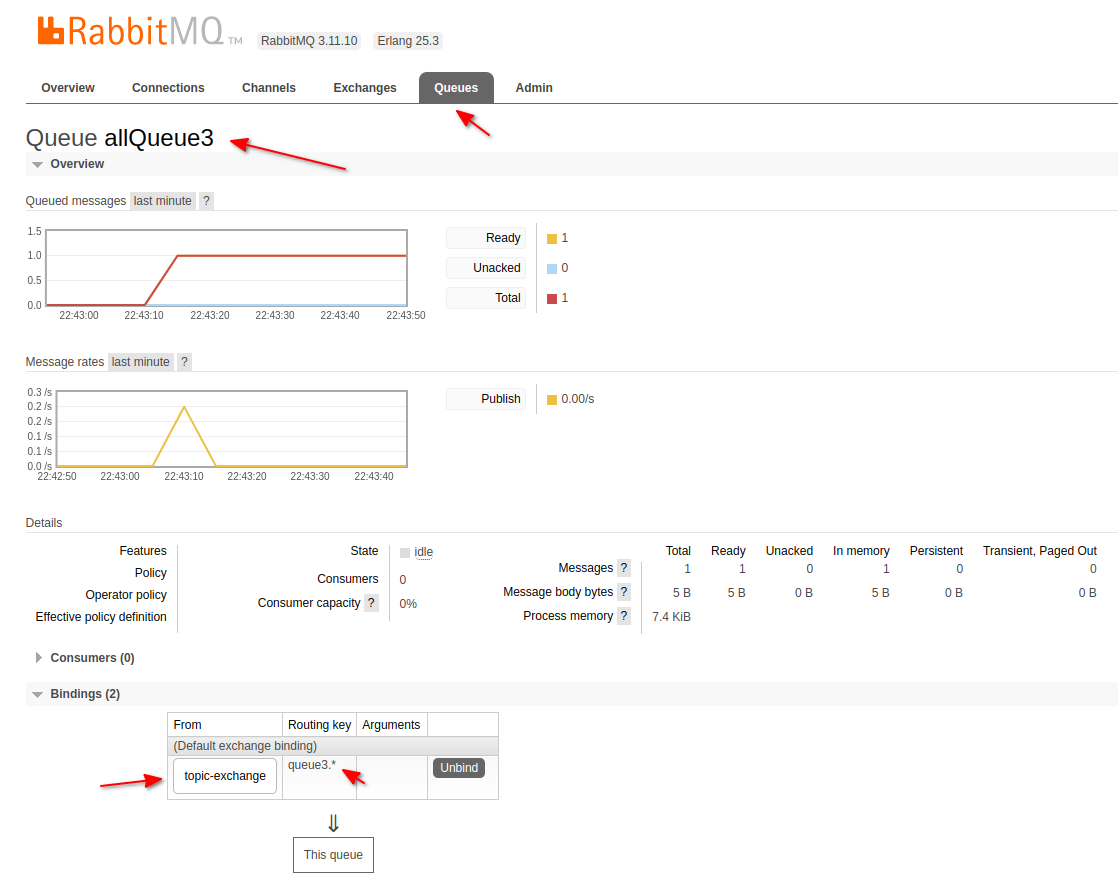 RabbitMQ TM RabbitMQ 3.11.10 Erlang 25.3
Overview Connections Channels Exchanges Queues Admin
Queue allQueue3
Overview
Queued messages last minute ?
1.5
1.0
0.5
0.0
22:43:00 22:43:10 22:43:20 22:43:30 22:43:40 22:43:50
Ready 1
Unacked 0
Total 1
Message rates last minute ?
0.3 /s
0.2 /s
0.2 /s
0.1 /s
0.1 /s
0.0 /s
22:42:50 22:43:00 22:43:10 22:43:20 22:43:30 22:43:40
Publish 0.00/s
Details
Features
Policy
Operator policy
Effective policy definition
State idle
Consumers 0
Consumer capacity ? 0%
Total Ready Unacked In memory Persistent Transient, Paged Out
Messages ? 1 1 0 1 0 0
Message body bytes ? 5 B 5 B 0 B 5 B 0 B 0 B
Process memory ? 7.4 KiB
Consumers (0)
Bindings (2)
From Routing key Arguments
(Default exchange binding)
topic-exchange queue3.* Unbind
⇓
This queue